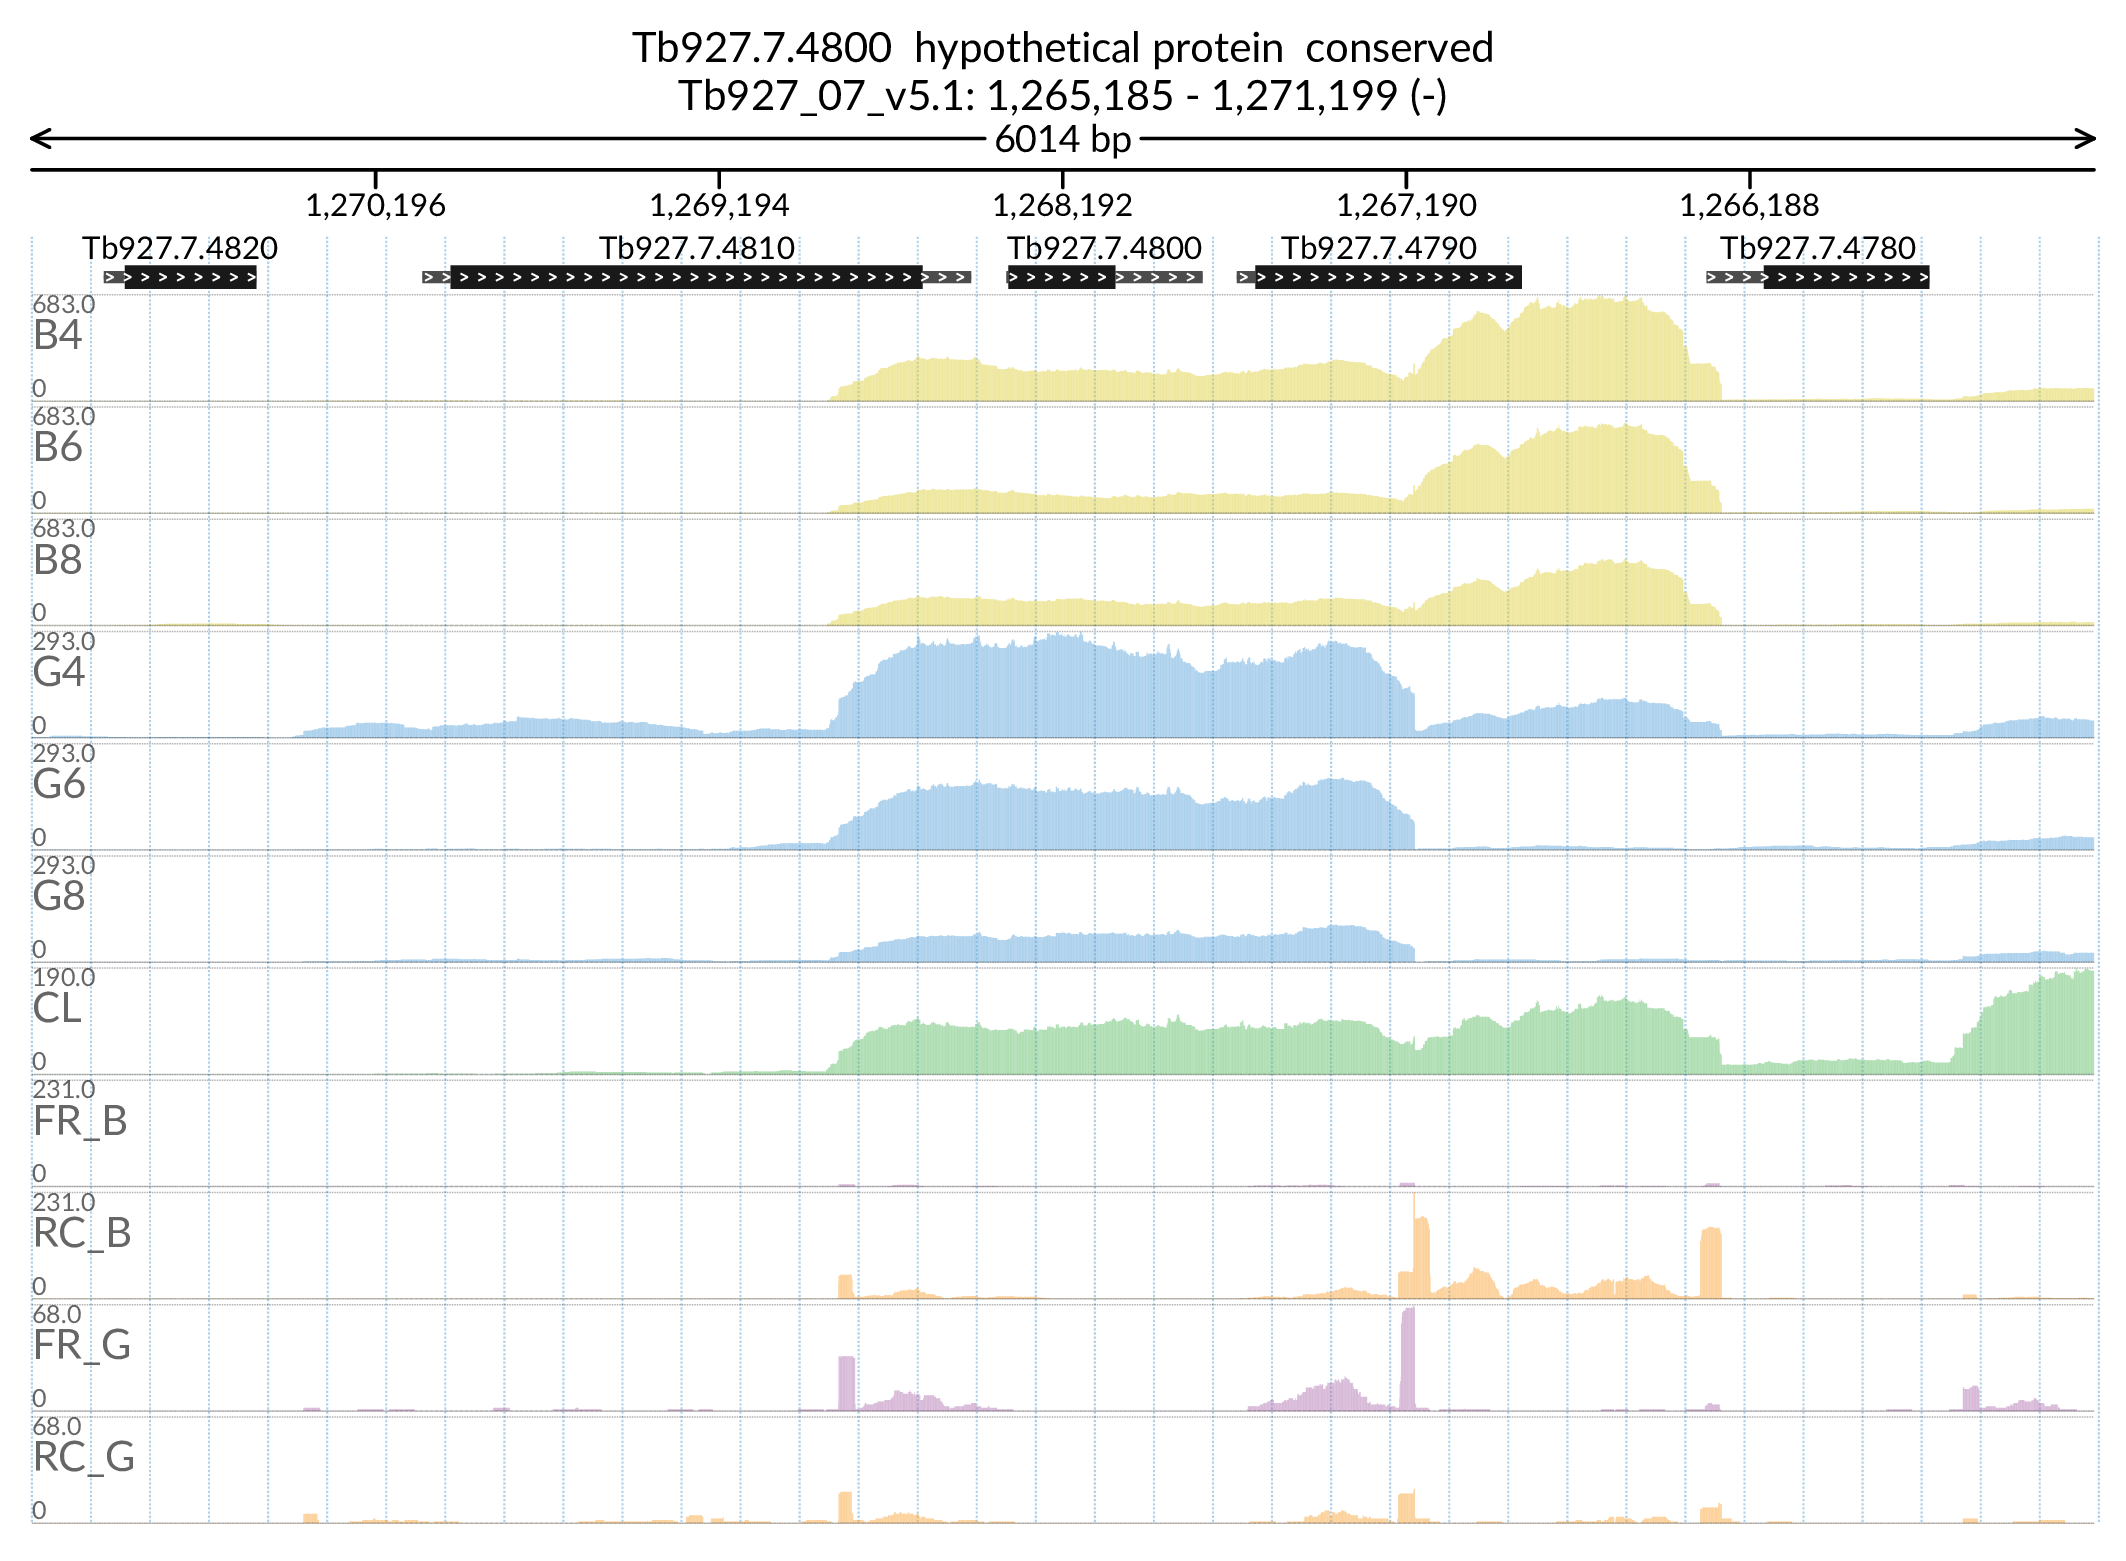 Tb927.7.4800  hypothetical protein  conserved
Tb927_07_v5.1: 1,265,185 - 1,271,199 (-)
6014 bp
1,270,196 1,269,194 1,268,192 1,267,190 1,266,188
Tb927.7.4820 Tb927.7.4810 Tb927.7.4800 Tb927.7.4790 Tb927.7.4780
683.0
B4
0
683.0
B6
0
683.0
B8
0
293.0
G4
0
293.0
G6
0
293.0
G8
0
190.0
CL
0
231.0
FR_B
0
231.0
RC_B
0
68.0
FR_G
0
68.0
RC_G
0